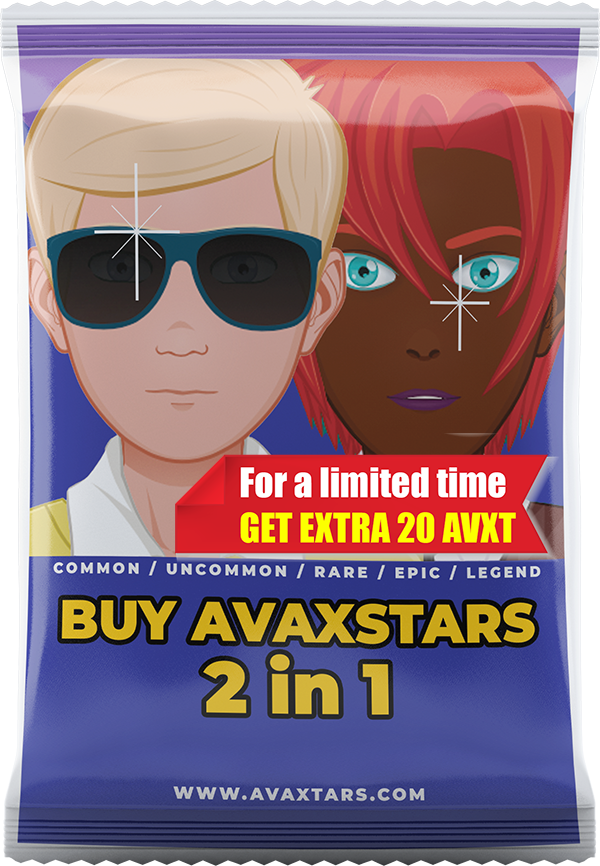 For a limited time
GET EXTRA 20 AVXT
COMMON / UNCOMMON / RARE / EPIC / LEGEND
BUY AVAXSTARS
2 in 1
WWW.AVAXTARS.COM